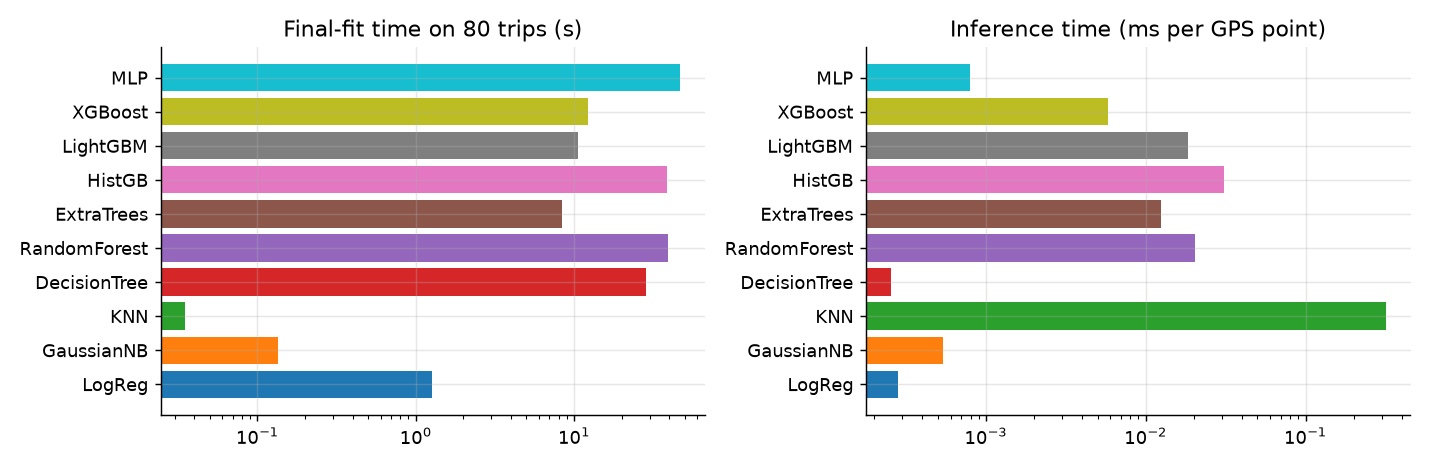 Final-fit time on 80 trips (s)
MLP
XGBoost
LightGBM
HistGB
ExtraTrees
RandomForest
DecisionTree
KNN
GaussianNB
LogReg
10⁻¹ 10⁰ 10¹
Inference time (ms per GPS point)
MLP
XGBoost
LightGBM
HistGB
ExtraTrees
RandomForest
DecisionTree
KNN
GaussianNB
LogReg
10⁻³ 10⁻² 10⁻¹